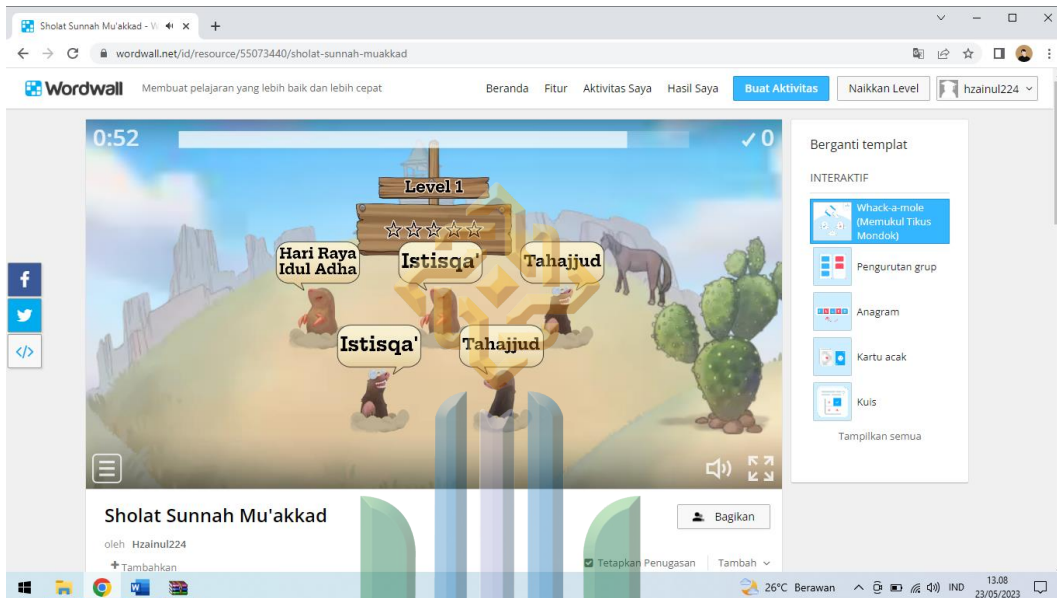 Sholat Sunnah Mu'akkad - W
wordwall.net/id/resource/55073440/sholat-sunnah-muakkad
Wordwall
Membuat pelajaran yang lebih baik dan lebih cepat
Beranda Fitur Aktivitas Saya Hasil Saya Buat Aktivitas Naikkan Level hzainul224
0:52
0
Level 1
Hari Raya
Idul Adha
Istisqa'
Tahajjud
Istisqa'
Tahajjud
Berganti templat
INTERAKTIF
Whack-a-mole
(Memukul Tikus
Mondok)
Pengurutan grup
Anagram
Kartu acak
Kuis
Tampilkan semua
Sholat Sunnah Mu'akkad
Bagikan
oleh Hzainul224
Tambahkan
Tetapkan Penugasan Tambah
26°C Berawan IND 13.08
23/05/2023